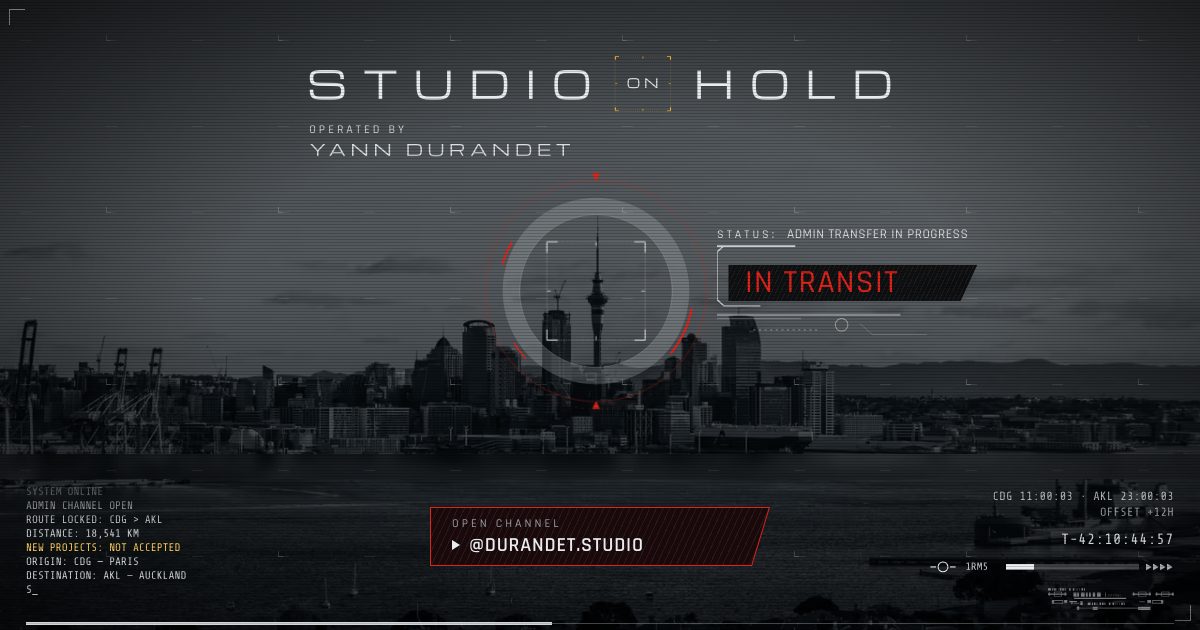 STUDIO ON HOLD
OPERATED BY
YANN DURANDET
STATUS: ADMIN TRANSFER IN PROGRESS
IN TRANSIT
SYSTEM ONLINE
ADMIN CHANNEL OPEN
ROUTE LOCKED: CDG > AKL
DISTANCE: 18,541 KM
NEW PROJECTS: NOT ACCEPTED
ORIGIN: CDG — PARIS
DESTINATION: AKL — AUCKLAND
S_
OPEN CHANNEL
@DURANDET.STUDIO
CDG 11:00:03 · AKL 23:00:03
OFFSET +12H
T-42:10:44:57
1RM5